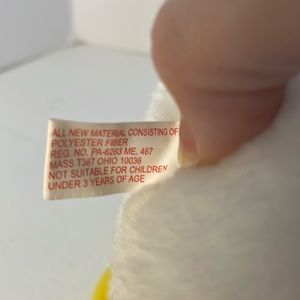 ALL NEW MATERIAL CONSISTING OF
POLYESTER FIBER
REG. NO. PA-6263 ME. 467
MASS T387 OHIO 10036
NOT SUITABLE FOR CHILDREN
UNDER 3 YEARS OF AGE